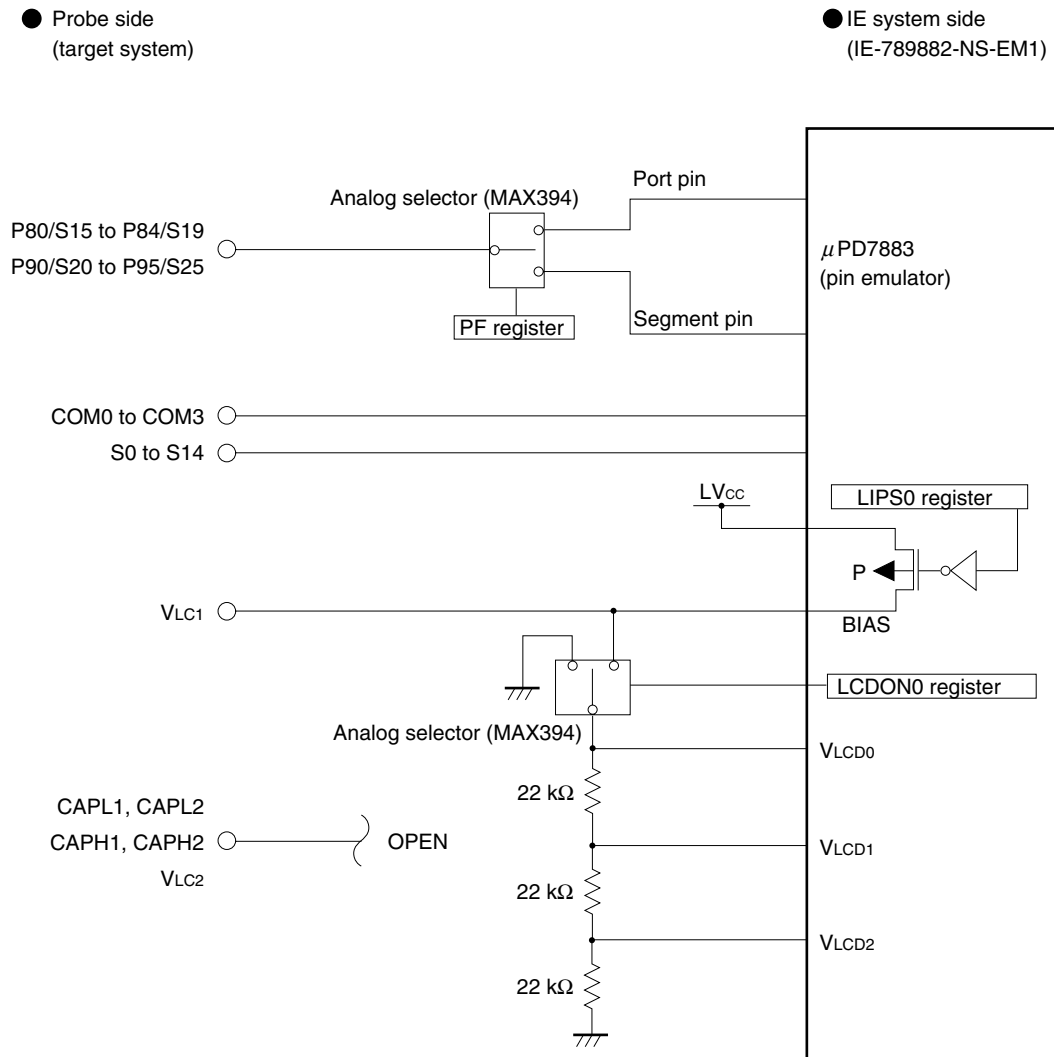 ● Probe side
(target system)
● IE system side
(IE-789882-NS-EM1)
Port pin
Analog selector (MAX394)
P80/S15 to P84/S19
P90/S20 to P95/S25
μPD7883
(pin emulator)
PF register
Segment pin
COM0 to COM3
S0 to S14
LVCC
LIPS0 register
P
VLC1
BIAS
LCDON0 register
Analog selector (MAX394)
VLCD0
22 kΩ
CAPL1, CAPL2
CAPH1, CAPH2
VLC2
OPEN
VLCD1
22 kΩ
VLCD2
22 kΩ